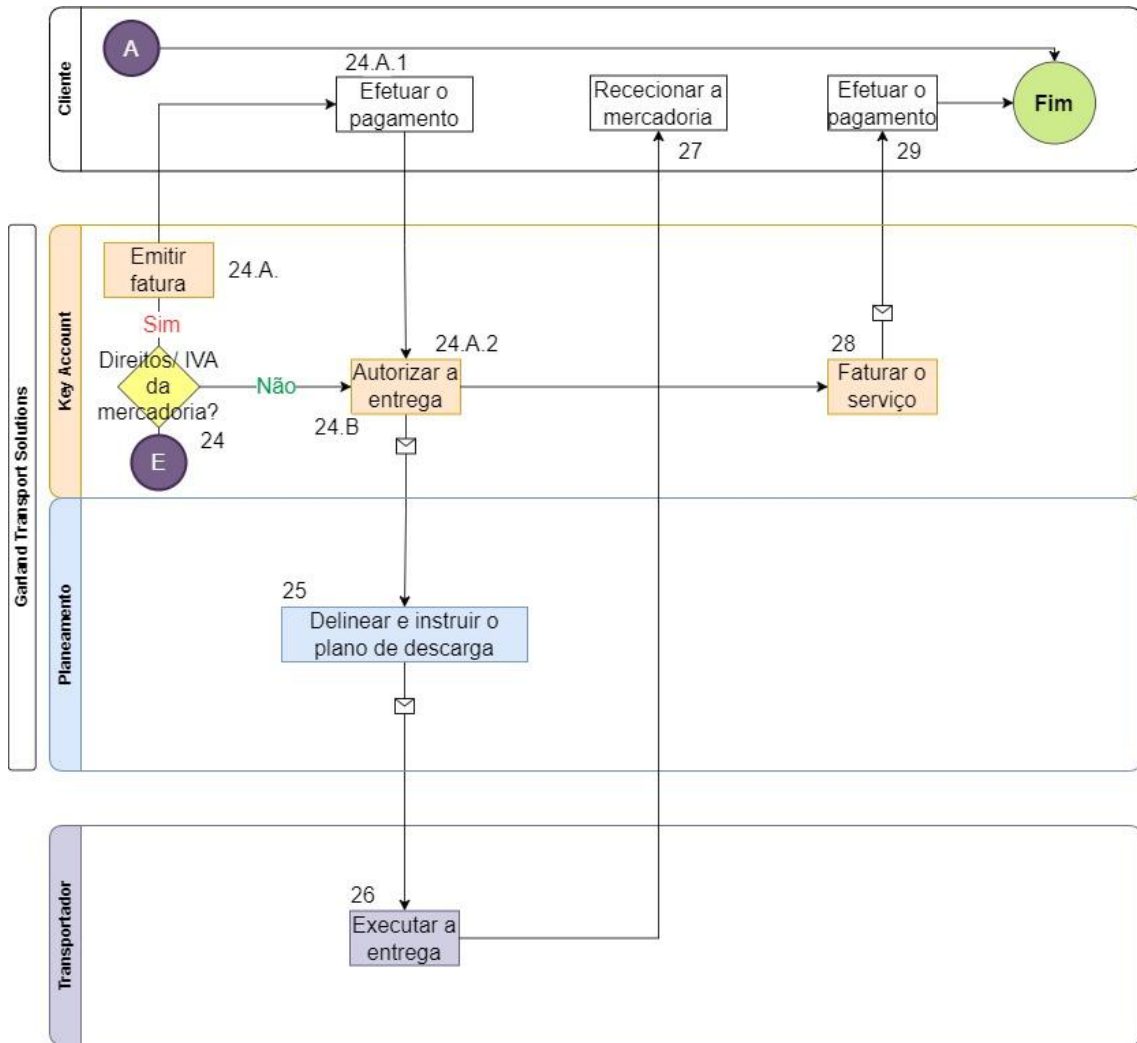 Cliente
A
24.A.1
Efetuar o
pagamento
Rececionar a
mercadoria
27
Efetuar o
pagamento
29
Fim
Garland Transport Solutions
Key Account
Emitir
fatura
24.A.
Sim
Direitos/ IVA
da
mercadoria?
24
E
Não
24.A.2
Autorizar a
entrega
24.B
28
Faturar o
serviço
Planeamento
25
Delinear e instruir o
plano de descarga
Transportador
26
Executar a
entrega